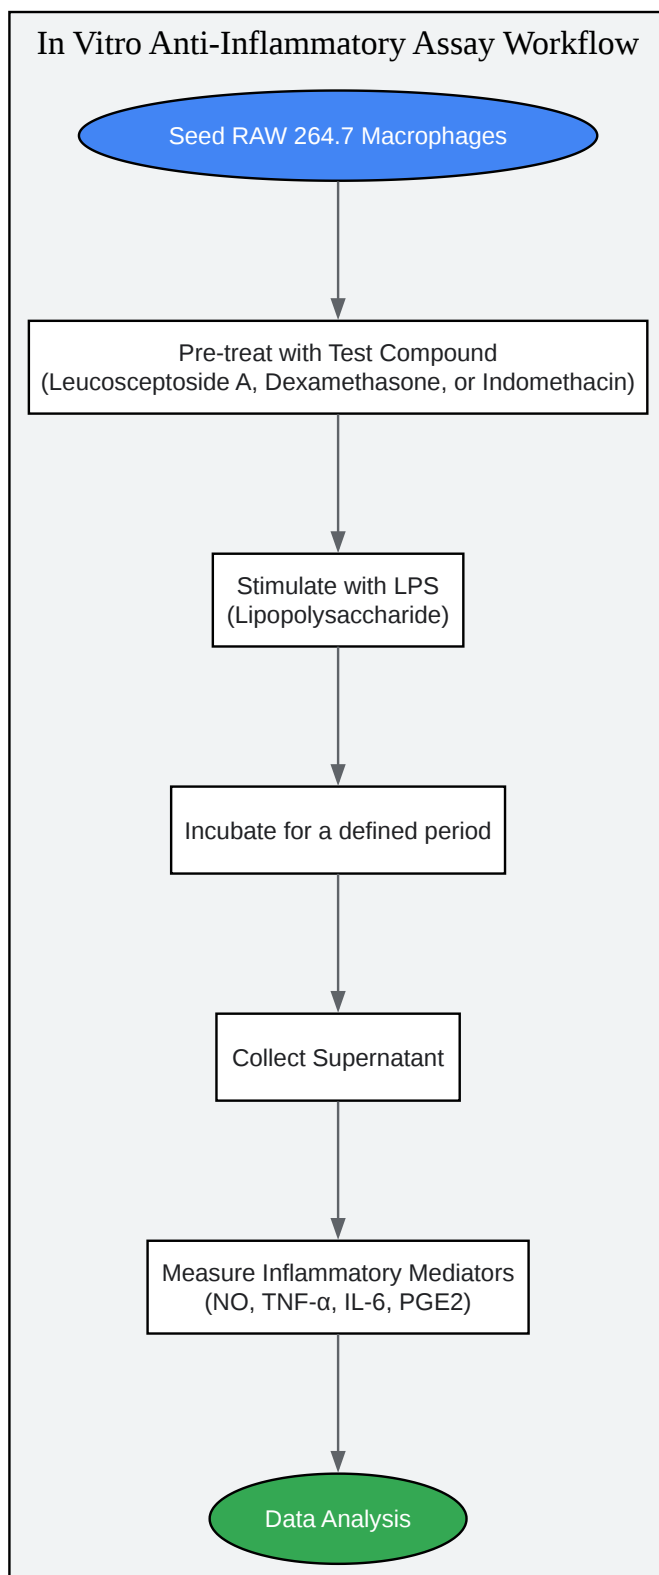 In Vitro Anti-Inflammatory Assay Workflow
Seed RAW 264.7 Macrophages
Pre-treat with Test Compound
(Leucosceptoside A, Dexamethasone, or Indomethacin)
Stimulate with LPS
(Lipopolysaccharide)
Incubate for a defined period
Collect Supernatant
Measure Inflammatory Mediators
(NO, TNF-α, IL-6, PGE2)
Data Analysis